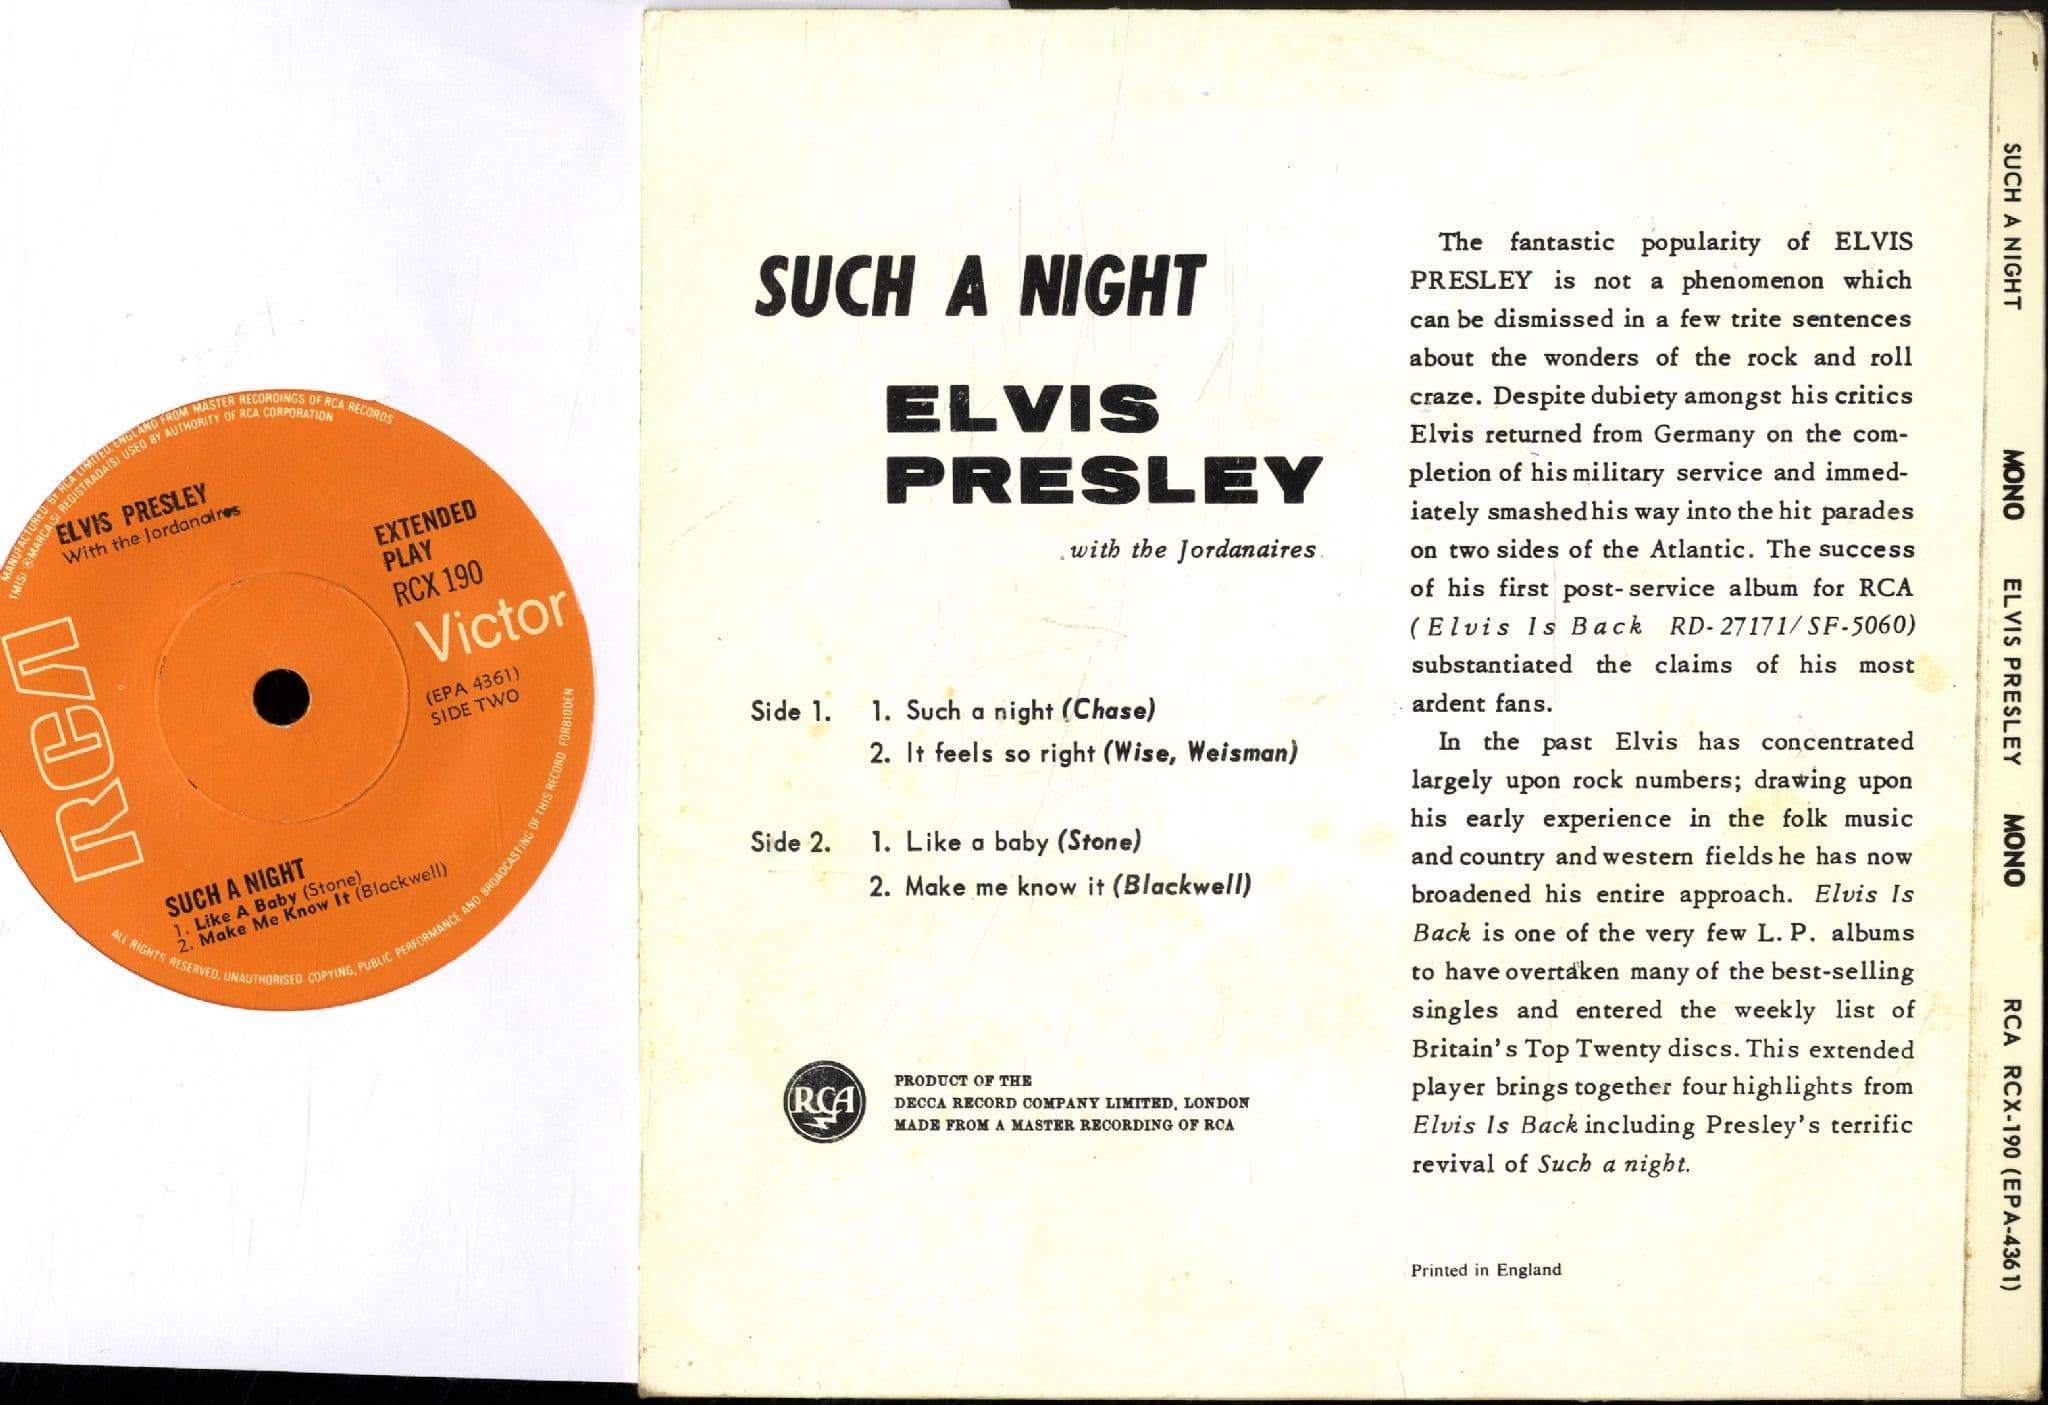 MANUFACTURED BY RCA LIMITED, ENGLAND FROM MASTER RECORDINGS OF RCA RECORDS
TM(S) ® MARCA(S) REGISTRADA(S) USED BY AUTHORITY OF RCA CORPORATION
ELVIS PRESLEY
With the Jordanaires
EXTENDED
PLAY
RCX 190
RCA
Victor
(EPA 4361)
SIDE TWO
SUCH A NIGHT
1. Like A Baby (Stone)
2. Make Me Know It (Blackwell)
ALL RIGHTS RESERVED, UNAUTHORISED COPYING, PUBLIC PERFORMANCE AND BROADCASTING OF THIS RECORD FORBIDDEN
SUCH A NIGHT
ELVIS
PRESLEY
with the Jordanaires
Side 1. 1. Such a night (Chase)
2. It feels so right (Wise, Weisman)
Side 2. 1. Like a baby (Stone)
2. Make me know it (Blackwell)
RCA
PRODUCT OF THE
DECCA RECORD COMPANY LIMITED, LONDON
MADE FROM A MASTER RECORDING OF RCA
The fantastic popularity of ELVIS
PRESLEY is not a phenomenon which
can be dismissed in a few trite sentences
about the wonders of the rock and roll
craze. Despite dubiety amongst his critics
Elvis returned from Germany on the com-
pletion of his military service and immed-
iately smashed his way into the hit parades
on two sides of the Atlantic. The success
of his first post-service album for RCA
(Elvis Is Back RD-27171/SF-5060)
substantiated the claims of his most
ardent fans.
In the past Elvis has concentrated
largely upon rock numbers; drawing upon
his early experience in the folk music
and country and western fields he has now
broadened his entire approach. Elvis Is
Back is one of the very few L. P. albums
to have overtaken many of the best-selling
singles and entered the weekly list of
Britain's Top Twenty discs. This extended
player brings together four highlights from
Elvis Is Back including Presley's terrific
revival of Such a night.
Printed in England
SUCH A NIGHT MONO ELVIS PRESLEY MONO RCA RCX-190 (EPA-4361)